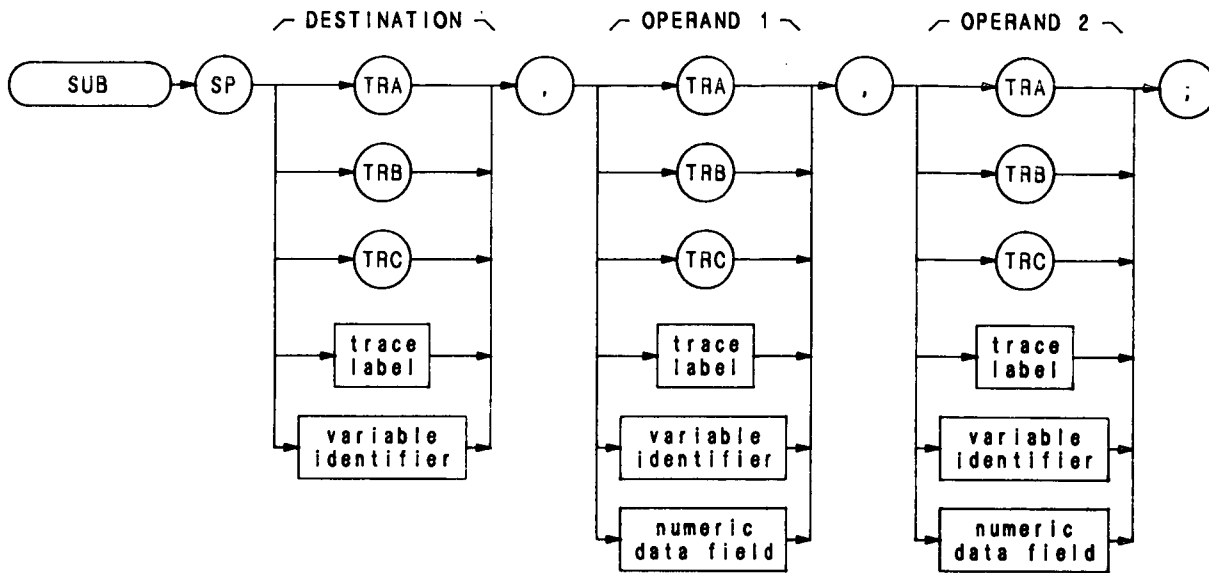 DESTINATION OPERAND 1 OPERAND 2
SUB SP TRA , TRA , TRA ;
TRB TRB TRB
TRC TRC TRC
trace label trace label trace label
variable identifier variable identifier variable identifier
numeric data field numeric data field